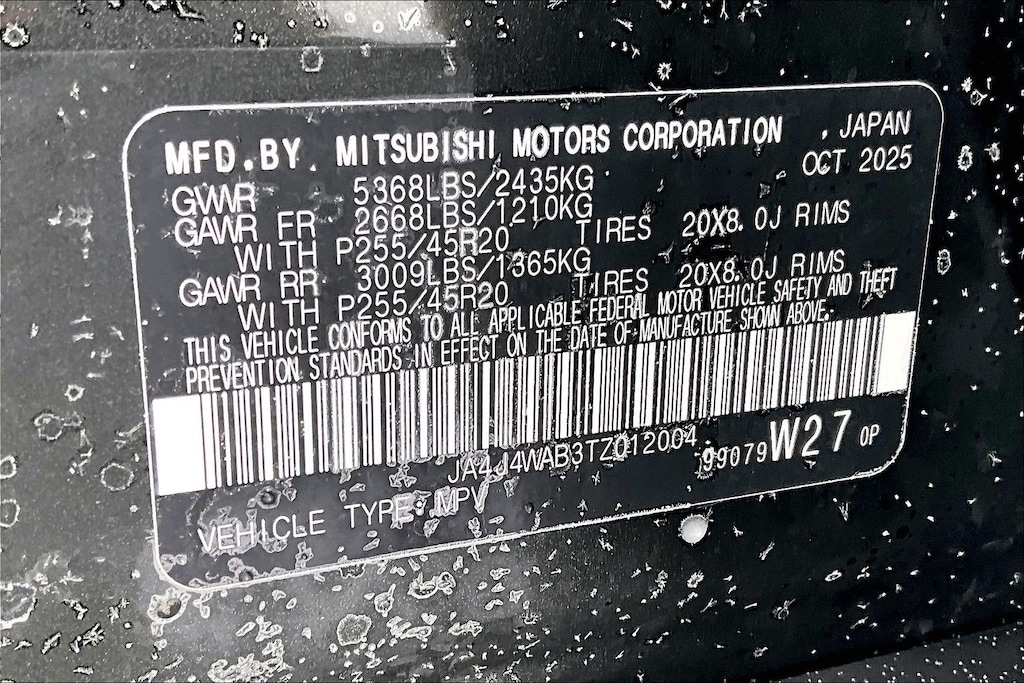 MFD.BY. MITSUBISHI MOTORS CORPORATION . JAPAN
OCT 2025
GVWR 5368LBS/2435KG
GAWR FR 2668LBS/1210KG
WITH P255/45R20 TIRES 20X8.0J RIMS
GAWR RR 3009LBS/1365KG
WITH P255/45R20 TIRES 20X8.0J RIMS
THIS VEHICLE CONFORMS TO ALL APPLICABLE FEDERAL MOTOR VEHICLE SAFETY AND THEFT
PREVENTION STANDARDS IN EFFECT ON THE DATE OF MANUFACTURE SHOWN ABOVE.
JA4J4WAB3TZ012004 99079 W27 0P
VEHICLE TYPE: MPV